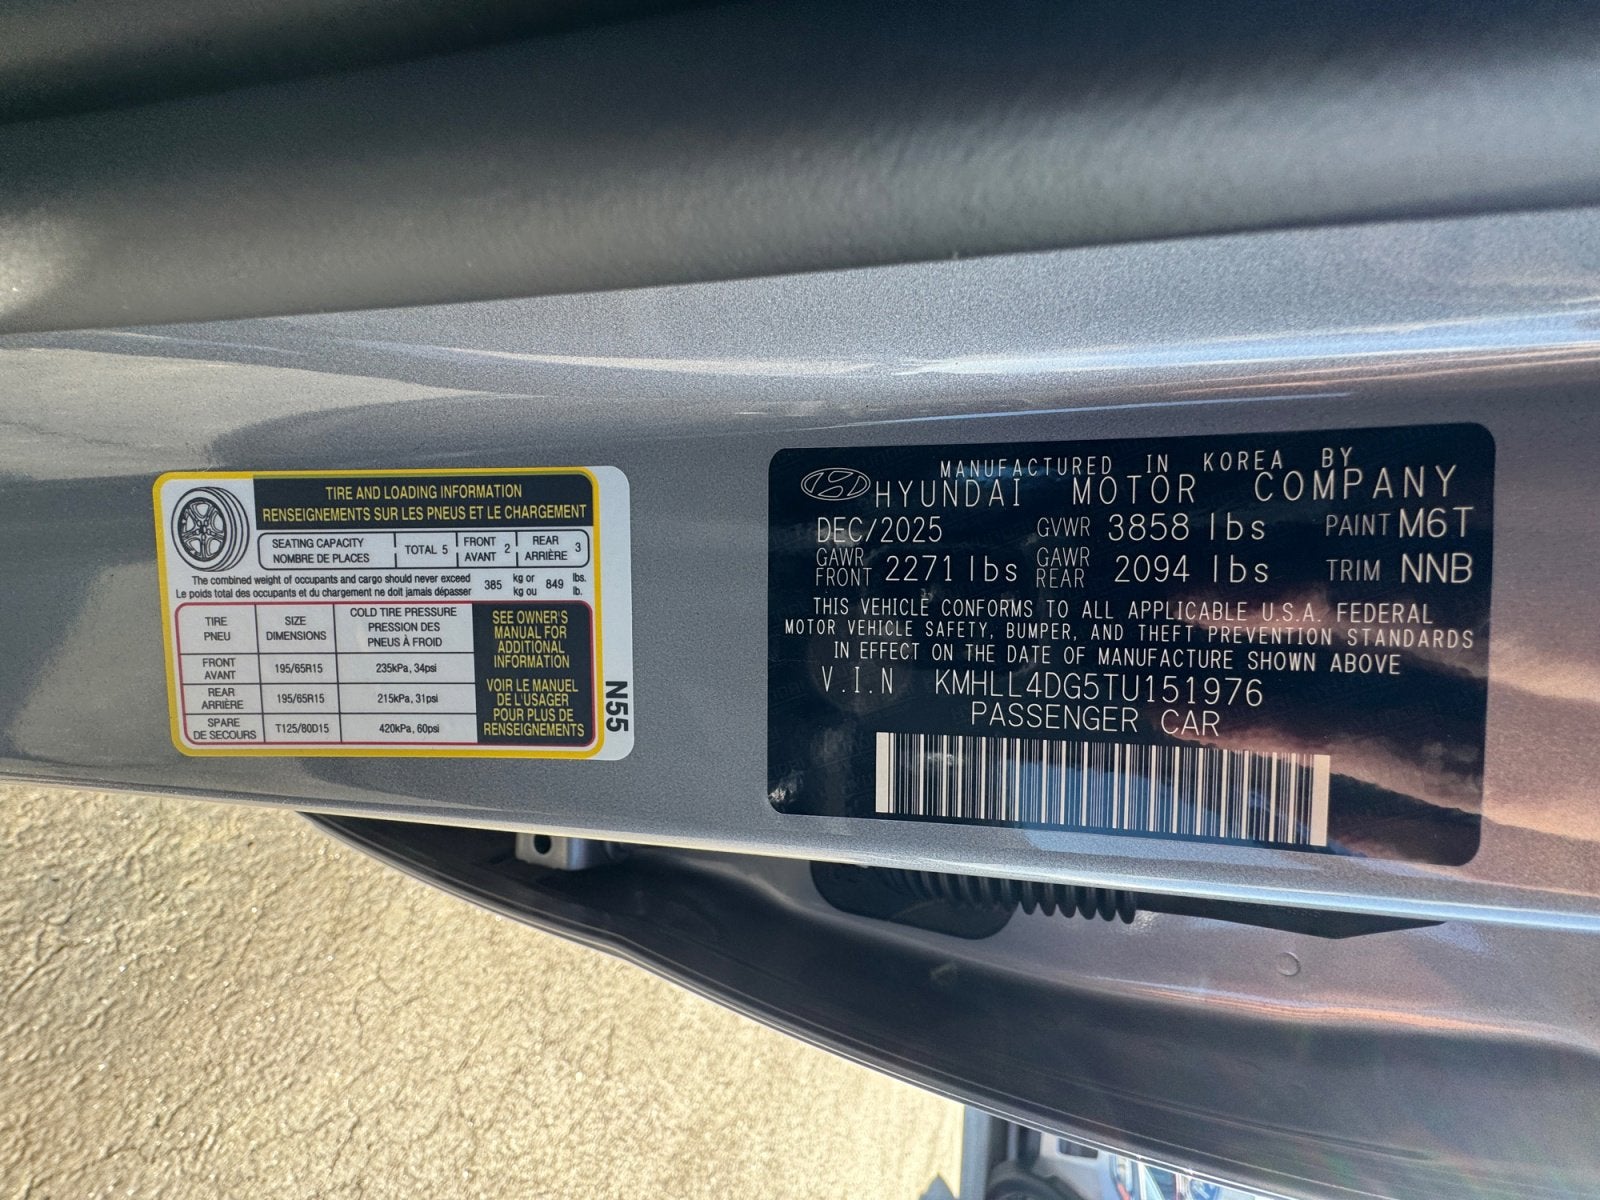 TIRE AND LOADING INFORMATION
RENSEIGNEMENTS SUR LES PNEUS ET LE CHARGEMENT
SEATING CAPACITY
NOMBRE DE PLACES
TOTAL 5
FRONT
AVANT 2
REAR
ARRIÈRE 3
The combined weight of occupants and cargo should never exceed 385 kg or 849 lbs.
Le poids total des occupants et du chargement ne doit jamais dépasser kg ou lb.
TIRE
PNEU
SIZE
DIMENSIONS
COLD TIRE PRESSURE
PRESSION DES
PNEUS À FROID
FRONT
AVANT
195/65R15
235kPa, 34psi
REAR
ARRIÈRE
195/65R15
215kPa, 31psi
SPARE
DE SECOURS
T125/80D15
420kPa, 60psi
SEE OWNER'S
MANUAL FOR
ADDITIONAL
INFORMATION
VOIR LE MANUEL
DE L'USAGER
POUR PLUS DE
RENSEIGNEMENTS
N55
MANUFACTURED IN KOREA BY
HYUNDAI MOTOR COMPANY
DEC/2025 GVWR 3858 lbs PAINT M6T
GAWR
FRONT 2271 lbs
GAWR
REAR 2094 lbs
TRIM NNB
THIS VEHICLE CONFORMS TO ALL APPLICABLE U.S.A. FEDERAL
MOTOR VEHICLE SAFETY, BUMPER, AND THEFT PREVENTION STANDARDS
IN EFFECT ON THE DATE OF MANUFACTURE SHOWN ABOVE
V.I.N KMHLL4DG5TU151976
PASSENGER CAR